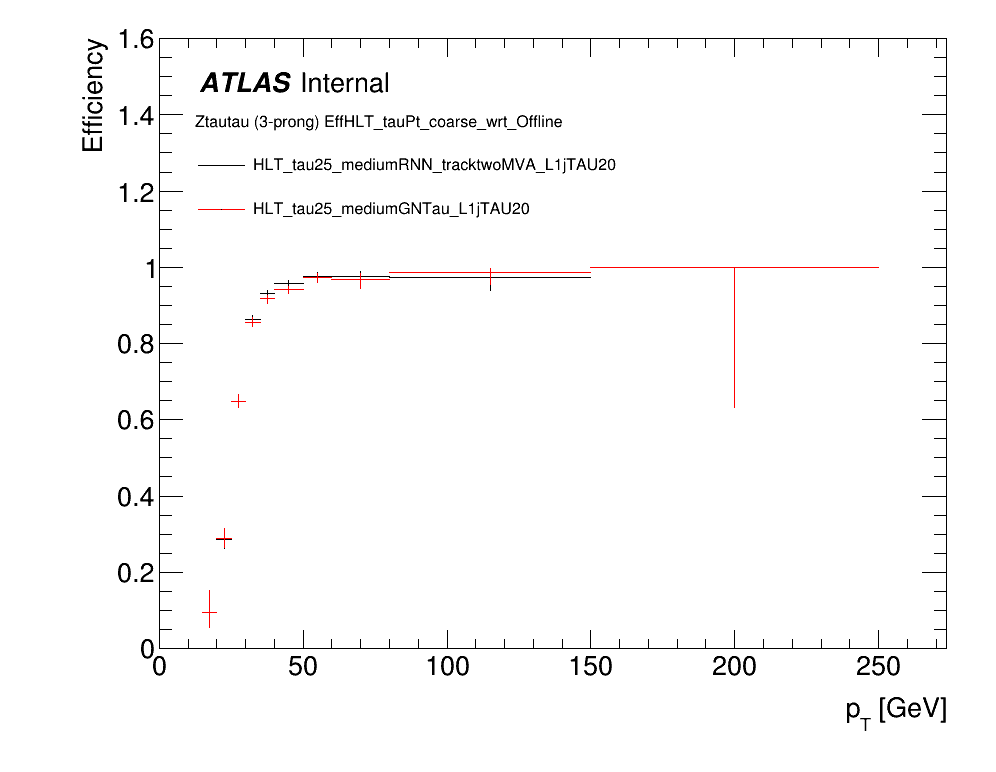 Efficiency
1.6
1.4
1.2
1
0.8
0.6
0.4
0.2
0
ATLAS Internal
Ztautau (3-prong) EffHLT_tauPt_coarse_wrt_Offline
HLT_tau25_mediumRNN_tracktwoMVA_L1jTAU20
HLT_tau25_mediumGNTau_L1jTAU20
0 50 100 150 200 250
p_T [GeV]